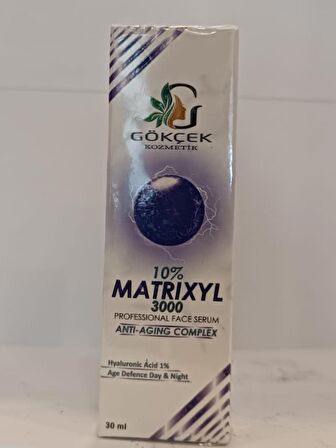 GÖKÇEK
KOZMETİK
10%
MATRIXYL
3000
PROFESSIONAL FACE SERUM
ANTI-AGING COMPLEX
Hyaluronic Acid 1%
Age Defence Day & Night
30 ml